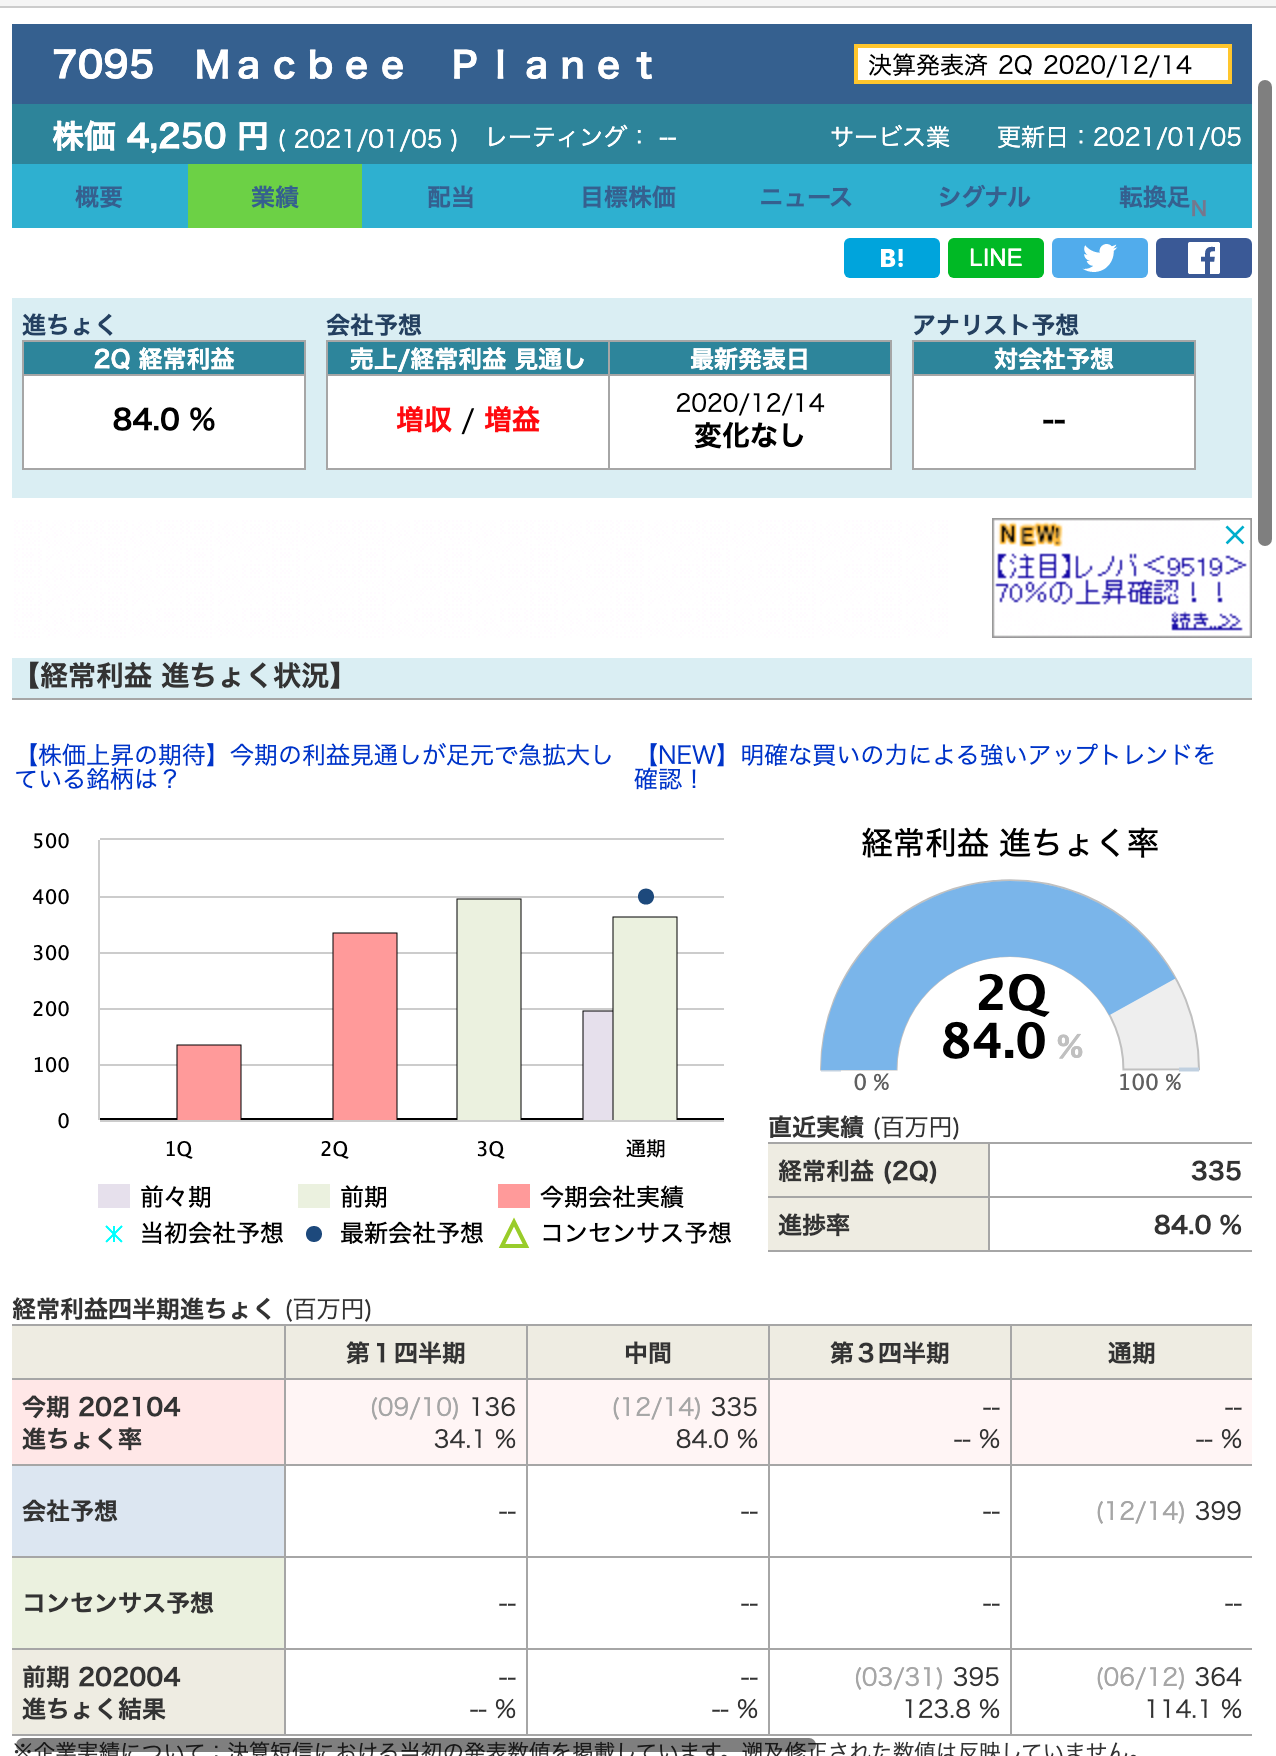 7095 Macbee Planet
決算発表済 2Q 2020/12/14
株価 4,250 円 ( 2021/01/05 ) レーティング： -- サービス業 更新日：2021/01/05
概要 業績 配当 目標株価 ニュース シグナル 転換足N
B! LINE
進ちょく 会社予想 アナリスト予想
2Q 経常利益 売上/経常利益 見通し 最新発表日 対会社予想
84.0 % 増収 / 増益 2020/12/14 --
変化なし
NEW!
【注目】レノバ<9519>
70%の上昇確認！！
続き..>>
【経常利益 進ちょく状況】
【株価上昇の期待】今期の利益見通しが足元で急拡大し
ている銘柄は？
【NEW】明確な買いの力による強いアップトレンドを
確認！
500
400
300
200
100
0
1Q 2Q 3Q 通期
前々期 前期 今期会社実績
当初会社予想 最新会社予想 コンセンサス予想
経常利益 進ちょく率
2Q
84.0 %
0 % 100 %
直近実績 (百万円)
経常利益 (2Q) 335
進捗率 84.0 %
経常利益四半期進ちょく (百万円)
第１四半期 中間 第３四半期 通期
今期 202104 (09/10) 136 (12/14) 335 -- --
進ちょく率 34.1 % 84.0 % -- % -- %
会社予想 -- -- -- (12/14) 399
コンセンサス予想 -- -- -- --
前期 202004 -- -- (03/31) 395 (06/12) 364
進ちょく結果 -- % -- % 123.8 % 114.1 %
※企業実績について：決算短信における当初の発表数値を掲載しています。遡及修正された数値は反映していません。